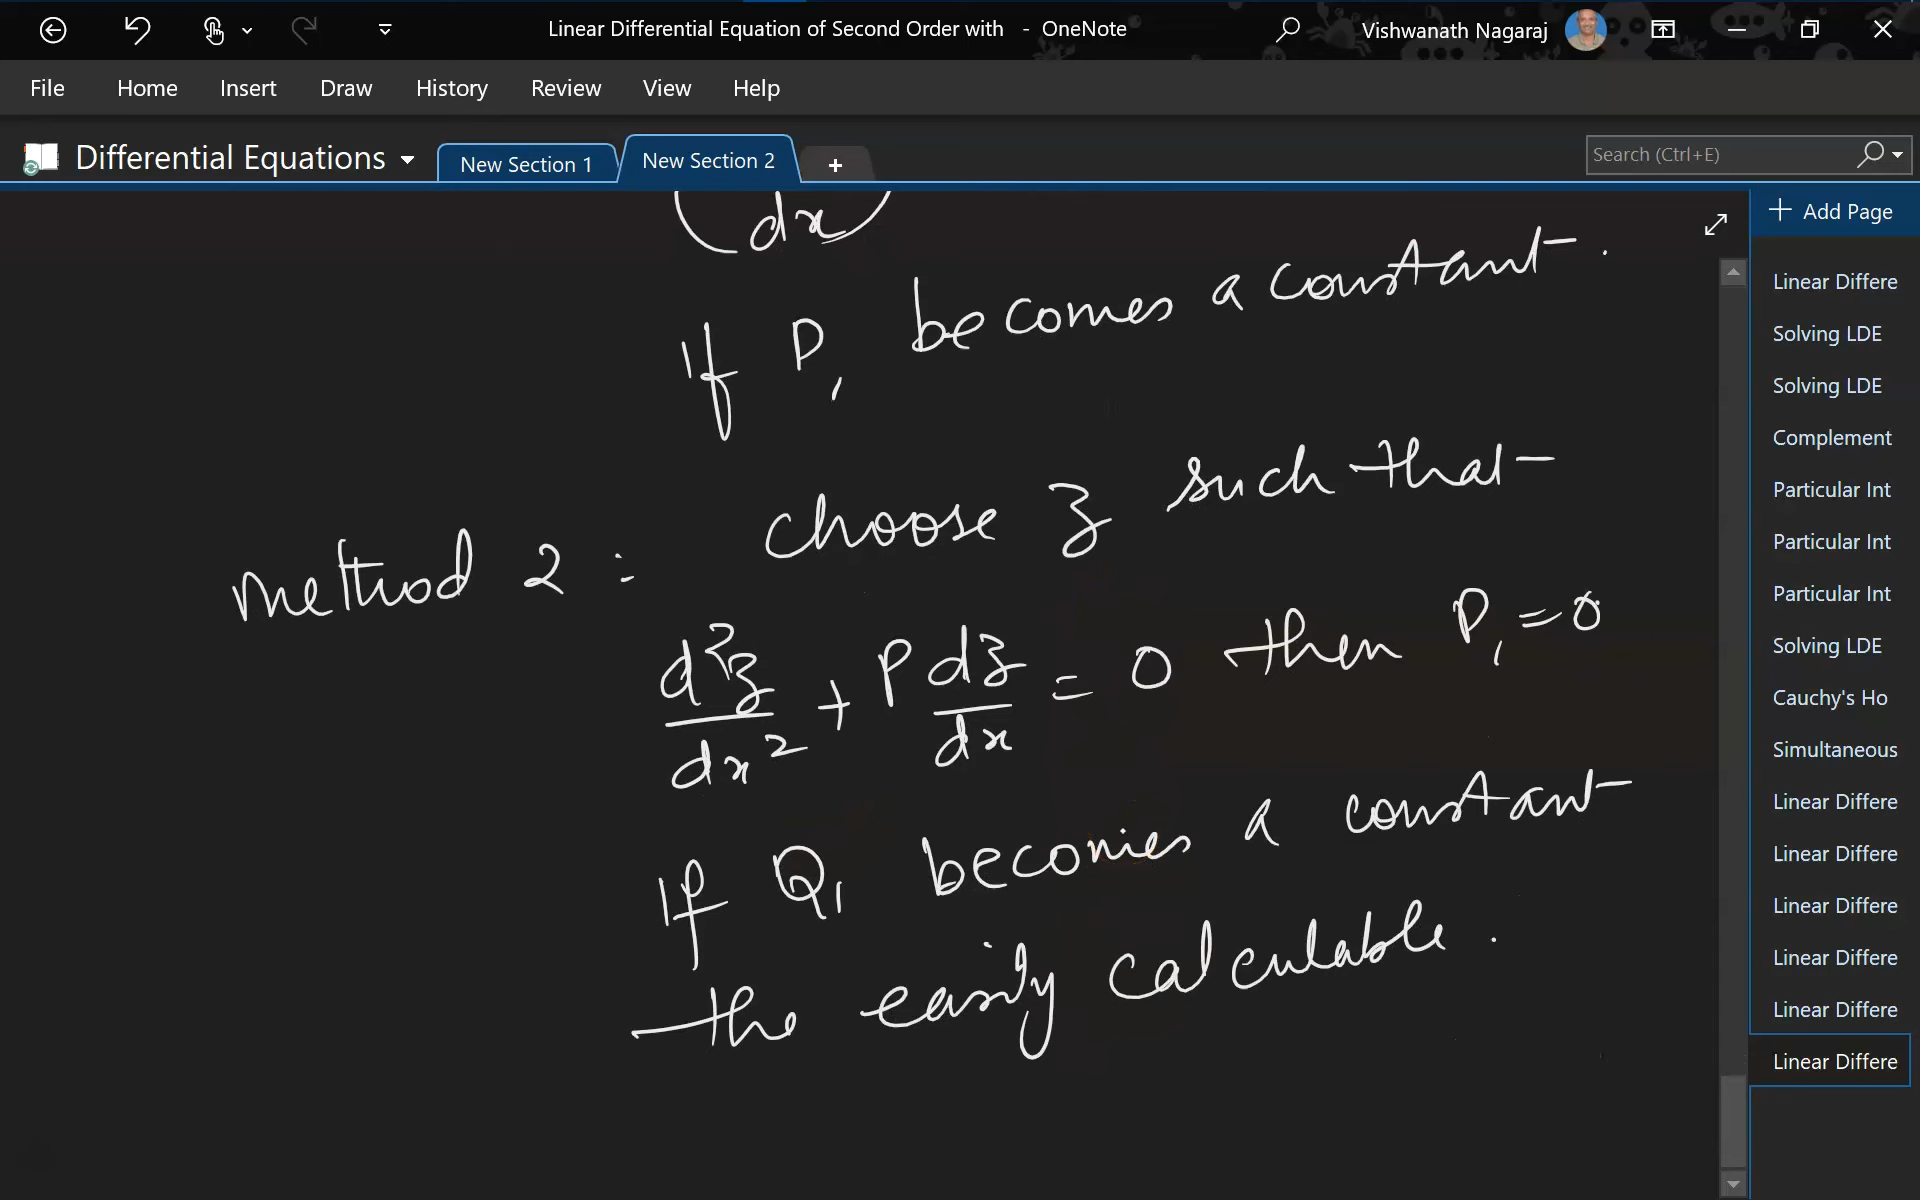 Linear Differential Equation of Second Order with - OneNote
Vishwanath Nagaraj
File Home Insert Draw History Review View Help
Differential Equations
New Section 1
New Section 2
+
Search (Ctrl+E)
+ Add Page
Linear Differe
Solving LDE
Solving LDE
Complement
Particular Int
Particular Int
Particular Int
Solving LDE
Cauchy's Ho
Simultaneous
Linear Differe
Linear Differe
Linear Differe
Linear Differe
Linear Differe
Linear Differe
dx
If P₁ becomes a constant.
Method 2: choose z such that
d²z/dx² + P dz/dx = 0 then P₁ = 0
If Q₁ becomes a constant
the easily calculable.